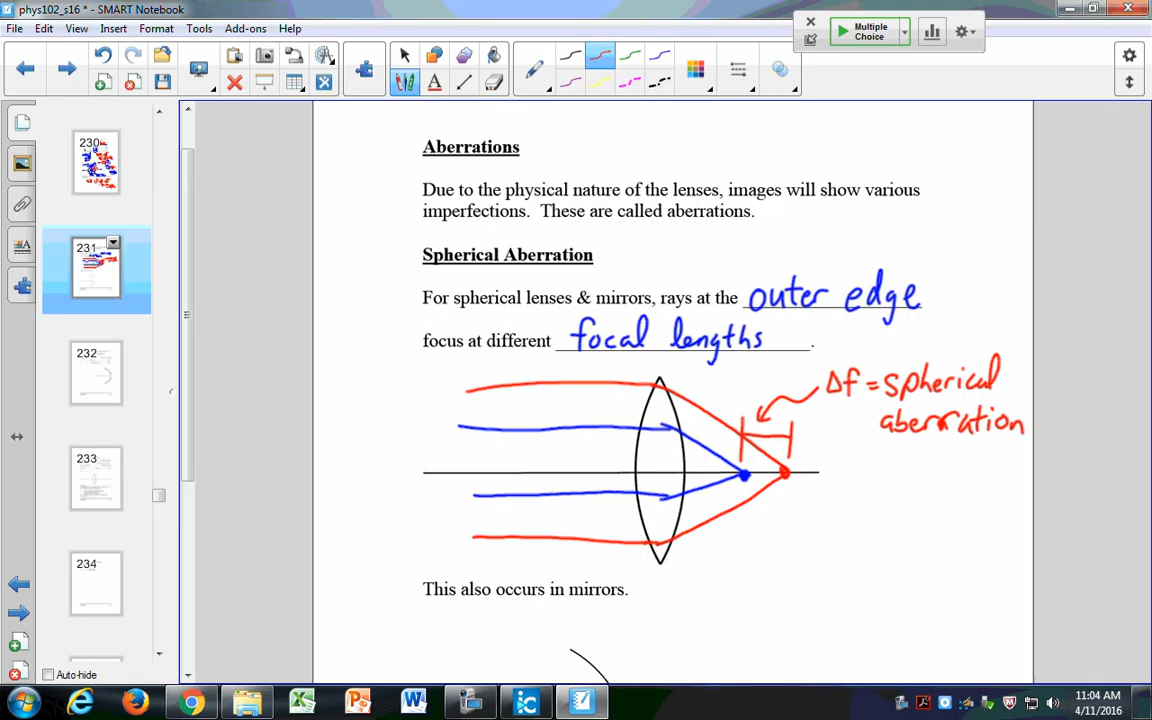 phys102_s16 * - SMART Notebook
File Edit View Insert Format Tools Add-ons Help
Multiple Choice
230
231
232
233
234
Auto-hide
Aberrations
Due to the physical nature of the lenses, images will show various
imperfections. These are called aberrations.
Spherical Aberration
For spherical lenses & mirrors, rays at the outer edge
focus at different focal lengths.
Δf = spherical
aberration
This also occurs in mirrors.
11:04 AM
4/11/2016